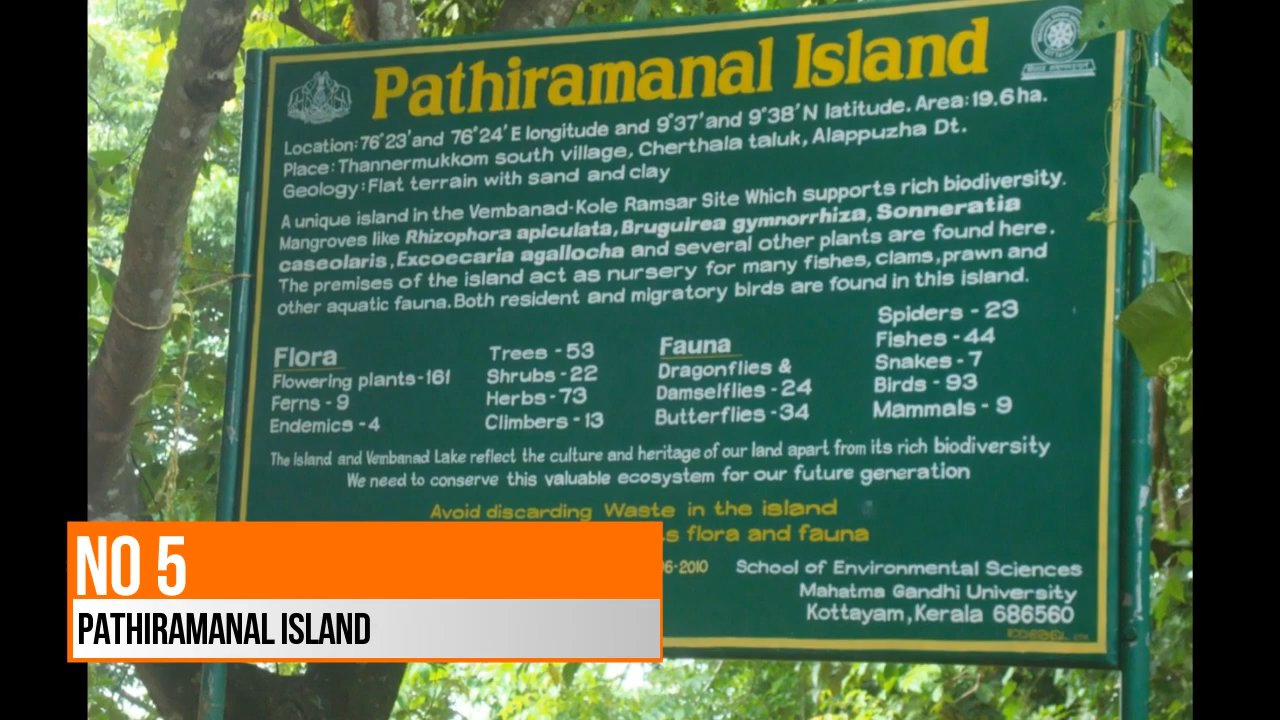 Pathiramanal Island
Location: 76°23' and 76°24' E longitude and 9°37' and 9°38' N latitude. Area: 19.6 ha.
Place: Thannermukkom south village, Cherthala taluk, Alappuzha Dt.
Geology: Flat terrain with sand and clay
A unique island in the Vembanad-Kole Ramsar Site Which supports rich biodiversity.
Mangroves like Rhizophora apiculata, Bruguirea gymnorrhiza, Sonneratia
caseolaris, Excoecaria agallocha and several other plants are found here.
The premises of the island act as nursery for many fishes, clams, prawn and
other aquatic fauna. Both resident and migratory birds are found in this island.
Flora
Flowering plants-161
Ferns - 9
Endemics - 4
Trees - 53
Shrubs - 22
Herbs - 73
Climbers - 13
Fauna
Dragonflies &
Damselflies - 24
Butterflies - 34
Spiders - 23
Fishes - 44
Snakes - 7
Birds - 93
Mammals - 9
The Island and Vembanad Lake reflect the culture and heritage of our land apart from its rich biodiversity
We need to conserve this valuable ecosystem for our future generation
Avoid discarding Waste in the island
flora and fauna
6-2010 School of Environmental Sciences
Mahatma Gandhi University
Kottayam, Kerala 686560
NO 5
PATHIRAMANAL ISLAND